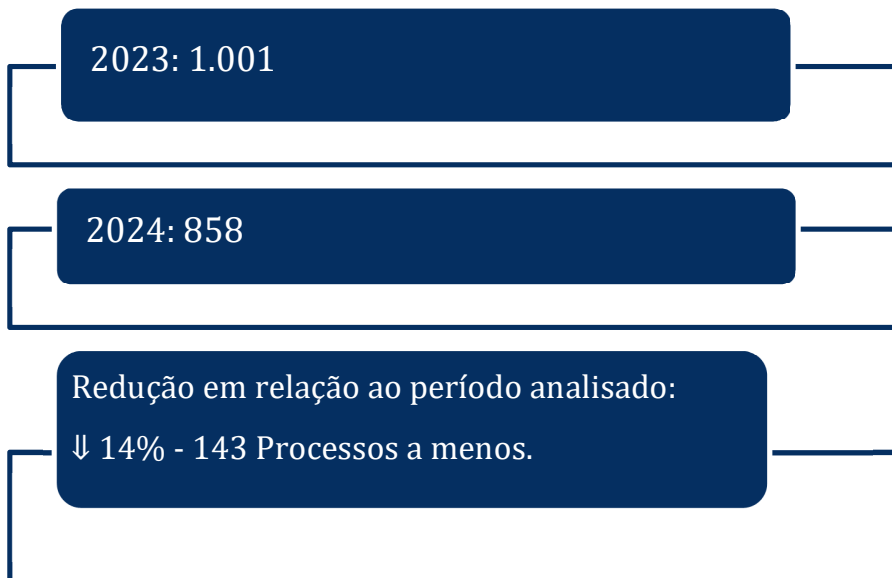 2023: 1.001
2024: 858
Redução em relação ao período analisado:
⇓ 14% - 143 Processos a menos.